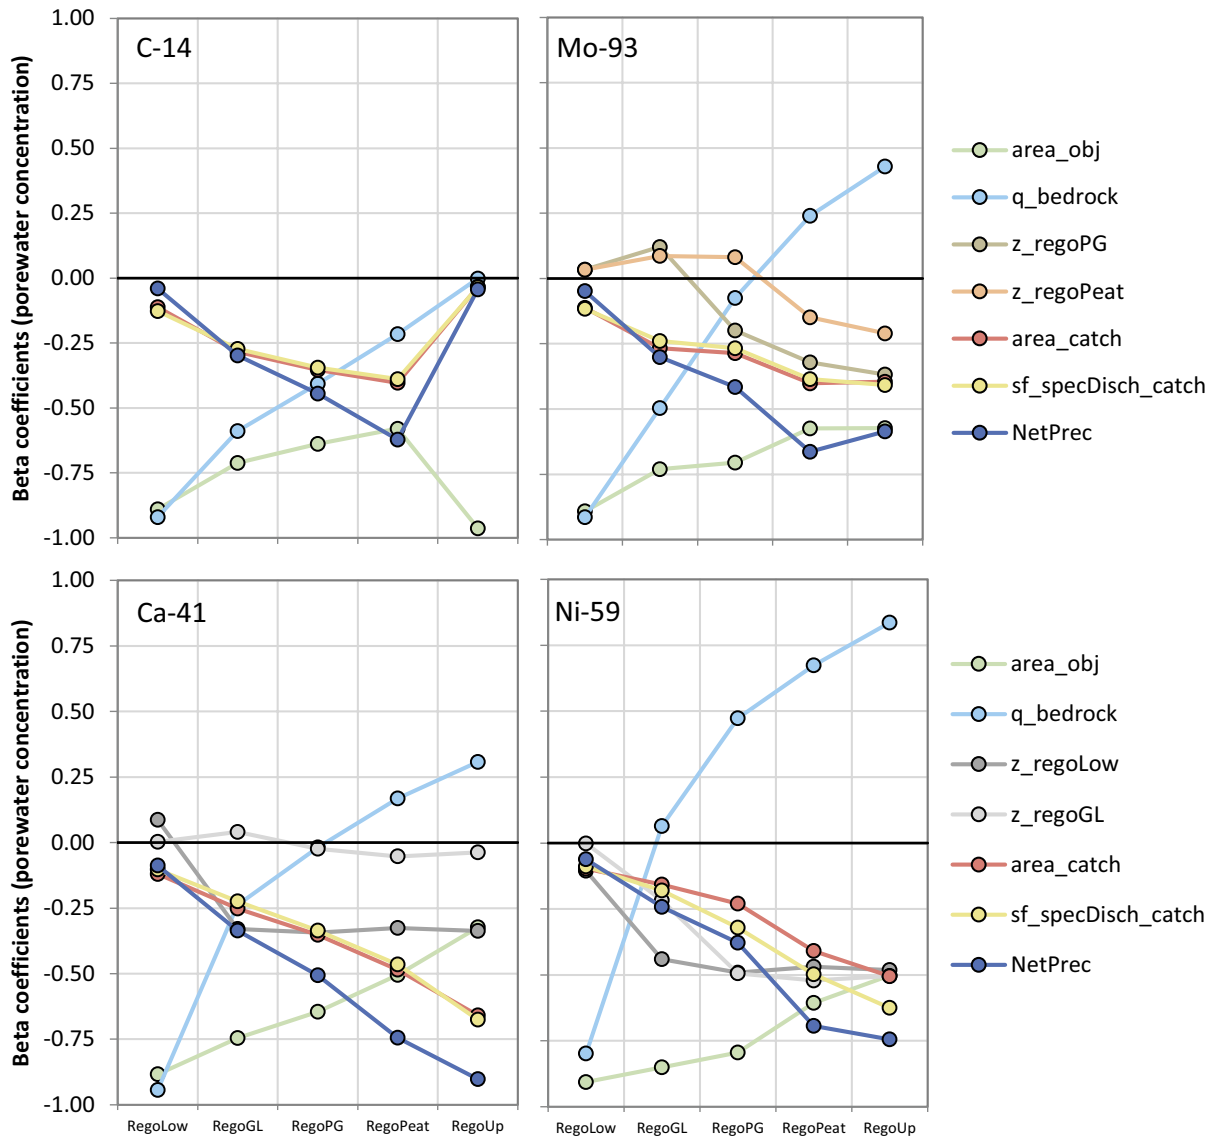 C-14
Mo-93
Beta coefficients (porewater concentration)
1.00
0.75
0.50
0.25
0.00
-0.25
-0.50
-0.75
-1.00
area_obj
q_bedrock
z_regoPG
z_regoPeat
area_catch
sf_specDisch_catch
NetPrec
Ca-41
Ni-59
Beta coefficients (porewater concentration)
1.00
0.75
0.50
0.25
0.00
-0.25
-0.50
-0.75
-1.00
RegoLow RegoGL RegoPG RegoPeat RegoUp
RegoLow RegoGL RegoPG RegoPeat RegoUp
area_obj
q_bedrock
z_regoLow
z_regoGL
area_catch
sf_specDisch_catch
NetPrec